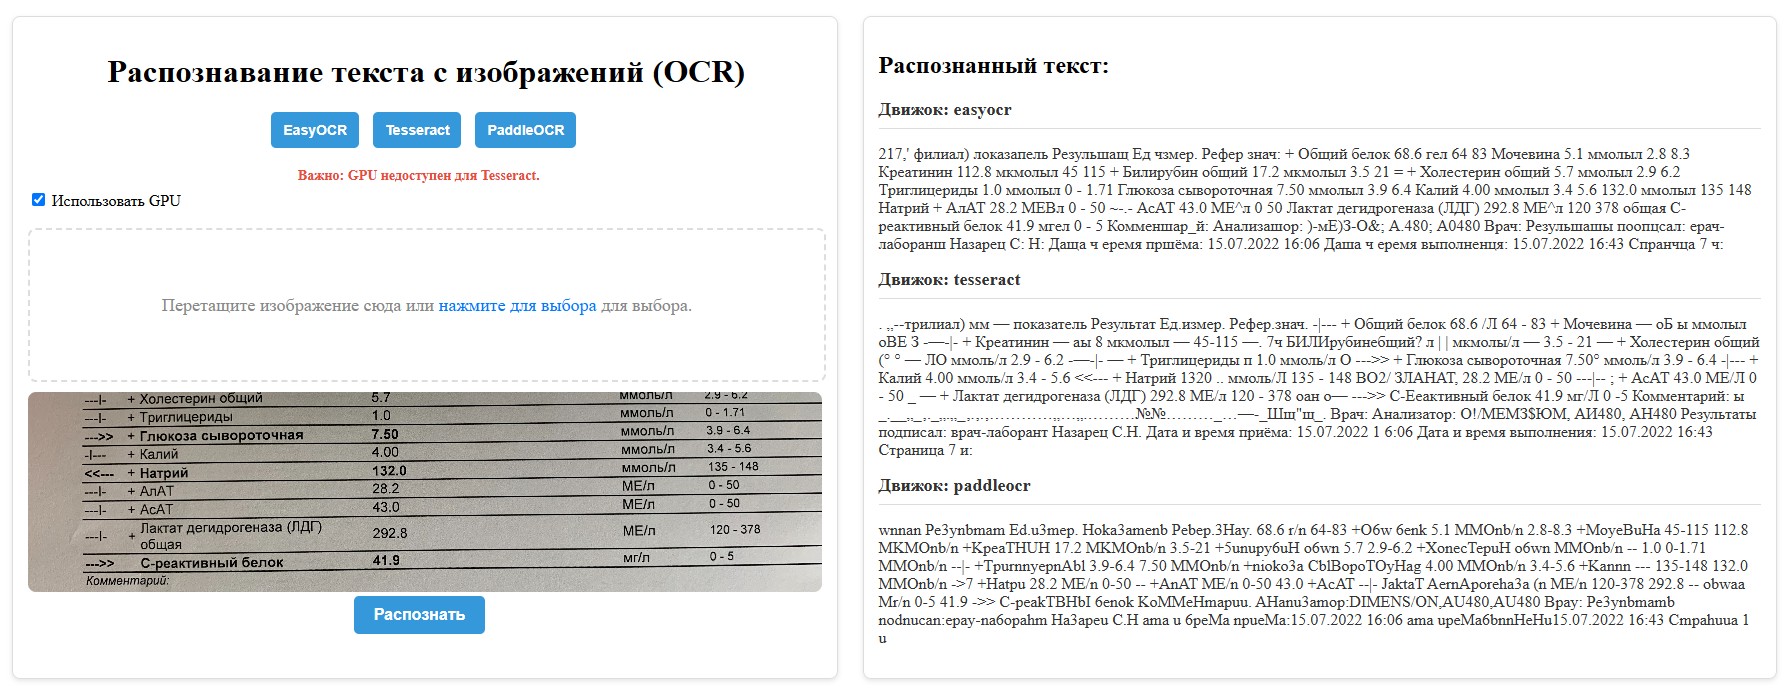 Распознавание текста с изображений (OCR)
EasyOCR
Tesseract
PaddleOCR
Важно: GPU недоступен для Tesseract.
Использовать GPU
Перетащите изображение сюда или нажмите для выбора для выбора.
---|- + Холестерин общий 5.7 ммоль/л 2.9 - 6.2
---|- + Триглицериды 1.0 ммоль/л 0 - 1.71
--->> + Глюкоза сывороточная 7.50 ммоль/л 3.9 - 6.4
-|--- + Калий 4.00 ммоль/л 3.4 - 5.6
<<--- + Натрий 132.0 ммоль/л 135 - 148
---|- + АлАТ 28.2 МЕ/л 0 - 50
---|- + АсАТ 43.0 МЕ/л 0 - 50
---|- + Лактат дегидрогеназа (ЛДГ) 292.8 МЕ/л 120 - 378
общая
--->> С-реактивный белок 41.9 мг/л 0 - 5
Комментарий:
Распознать
Распознанный текст:
Движок: easyocr
217,' филиал) локазапель Резульшащ Ед чзмер. Рефер знач: + Общий белок 68.6 гел 64 83 Мочевина 5.1 ммолыл 2.8 8.3
Креатинин 112.8 мкмолыл 45 115 + Билирубин общий 17.2 мкмолыл 3.5 21 = + Холестерин общий 5.7 ммолыл 2.9 6.2
Триглицериды 1.0 ммолыл 0 - 1.71 Глюкоза сывороточная 7.50 ммолыл 3.9 6.4 Калий 4.00 ммолыл 3.4 5.6 132.0 ммолыл 135 148
Натрий + АлАТ 28.2 МЕВл 0 - 50 ~-.- АсАТ 43.0 МЕ^л 0 50 Лактат дегидрогеназа (ЛДГ) 292.8 МЕ^л 120 378 общая С-
реактивный белок 41.9 мгел 0 - 5 Комменшар_й: Анализашор: )-мЕ)З-О&; А.480; А0480 Врач: Результашы поопцсал: ерач-
лаборанш Назарец С: Н: Даща ч еремя пршёма: 15.07.2022 16:06 Даша ч еремя выполненця: 15.07.2022 16:43 Спранчца 7 ч:
Движок: tesseract
. „--трилиал) мм — показатель Результат Ед.измер. Рефер.знач. -|--- + Общий белок 68.6 /Л 64 - 83 + Мочевина — оБ ы ммолыл
оВЕ З -—-|- + Креатинин — аы 8 мкмолыл — 45-115 —. 7ч БИЛИрубинебщий? л | | мкмолы/л — 3.5 - 21 — + Холестерин общий
(° ° — ЛО ммоль/л 2.9 - 6.2 -—-|- — + Триглицериды п 1.0 ммоль/л О --->> + Глюкоза сывороточная 7.50° ммоль/л 3.9 - 6.4 -|--- +
Калий 4.00 ммоль/л 3.4 - 5.6 <<--- + Натрий 1320 .. ммоль/Л 135 - 148 ВО2/ ЗЛАНАТ, 28.2 МЕ/л 0 - 50 ---|-- ; + АсАТ 43.0 МЕ/Л 0
- 50 _ — + Лактат дегидрогеназа (ЛДГ) 292.8 МЕ/л 120 - 378 оан о— --->> С-Ееактивный белок 41.9 мг/Л 0 -5 Комментарий: ы
№№ Шщ"щ_. Врач: Анализатор: О!/МЕМЗ$ЮМ, АИ480, АН480 Результаты
подписал: врач-лаборант Назарец С.Н. Дата и время приёма: 15.07.2022 1 6:06 Дата и время выполнения: 15.07.2022 16:43
Страница 7 и:
Движок: paddleocr
wnnan Pe3ynbmam Ed.u3mep. Hoka3amenb Peбep.3Hay. 68.6 r/n 64-83 +O6w 6enk 5.1 MMOnb/n 2.8-8.3 +MoyeBuHa 45-115 112.8
MKMOnb/n +KpeaTHUH 17.2 MKMOnb/n 3.5-21 +5unupy6uH o6wn 5.7 2.9-6.2 +XonecTepuH o6wn MMOnb/n -- 1.0 0-1.71
MMOnb/n --|- +TpurnnyepnAbl 3.9-6.4 7.50 MMOnb/n +nioko3a CblBopoTOyHag 4.00 MMOnb/n 3.4-5.6 +Kannn --- 135-148 132.0
MMOnb/n ->7 +Hatpu 28.2 ME/n 0-50 -- +AnAT ME/n 0-50 43.0 +AcAT --|- JaktaT AernAporeha3a (n ME/n 120-378 292.8 -- obwaa
Mr/n 0-5 41.9 ->> C-peakTBHbI 6enok KoMMeHmapuu. AHanu3amop:DIMENS/ON,AU480,AU480 Bpay: Pe3ynbmamb
nodnucan:epay-na6opahm Ha3apeu C.H ama u 6peMa npueMa:15.07.2022 16:06 ama upeMa6bnnHeHu15.07.2022 16:43 Cmpahuua 1
u